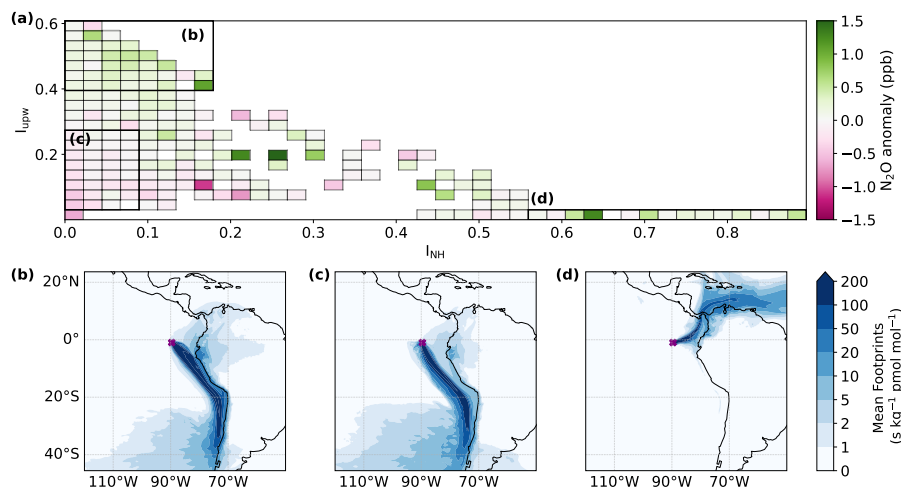 (a)
0.6
0.4
0.2
I_upw
(b)
(c)
(d)
0.0 0.1 0.2 0.3 0.4 0.5 0.6 0.7 0.8
I_NH
1.5
1.0
0.5
0.0
−0.5
−1.0
−1.5
N₂O anomaly (ppb)
(b) (c) (d)
20°N
0°
20°S
40°S
110°W 90°W 70°W 110°W 90°W 70°W 110°W 90°W 70°W
200
100
50
20
10
5
2
1
0
Mean Footprints
(s kg⁻¹ pmol mol⁻¹)